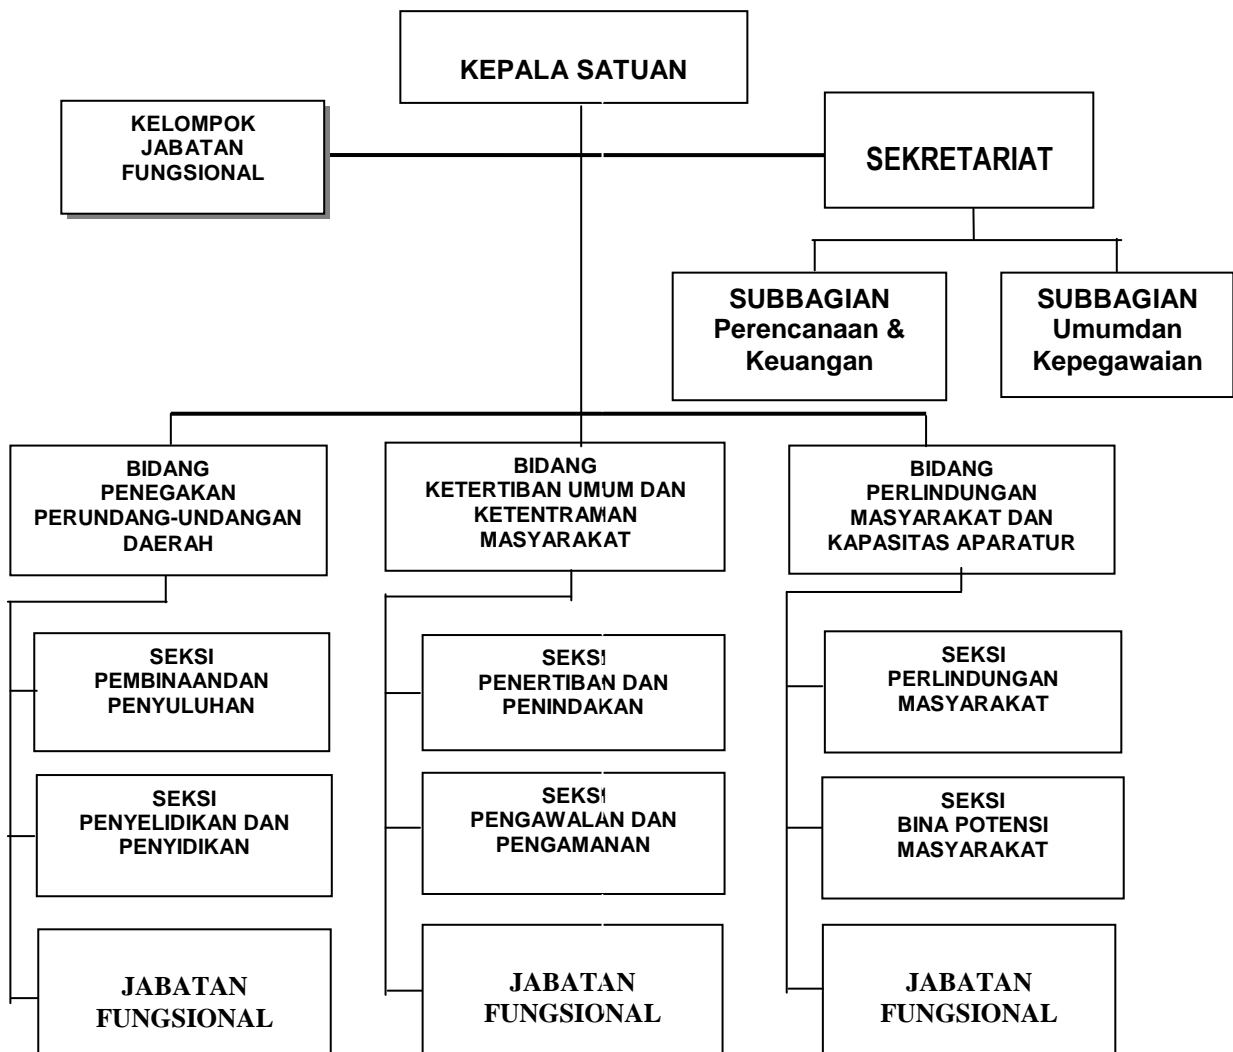 KEPALA SATUAN
KELOMPOK
JABATAN
FUNGSIONAL
SEKRETARIAT
SUBBAGIAN
Perencanaan &
Keuangan
SUBBAGIAN
Umumdan
Kepegawaian
BIDANG
PENEGAKAN
PERUNDANG-UNDANGAN
DAERAH
BIDANG
KETERTIBAN UMUM DAN
KETENTRAMAN
MASYARAKAT
BIDANG
PERLINDUNGAN
MASYARAKAT DAN
KAPASITAS APARATUR
SEKSI
PEMBINAANDAN
PENYULUHAN
SEKSI
PENERTIBAN DAN
PENINDAKAN
SEKSI
PERLINDUNGAN
MASYARAKAT
SEKSI
PENYELIDIKAN DAN
PENYIDIKAN
SEKSI
PENGAWALAN DAN
PENGAMANAN
SEKSI
BINA POTENSI
MASYARAKAT
JABATAN
FUNGSIONAL
JABATAN
FUNGSIONAL
JABATAN
FUNGSIONAL